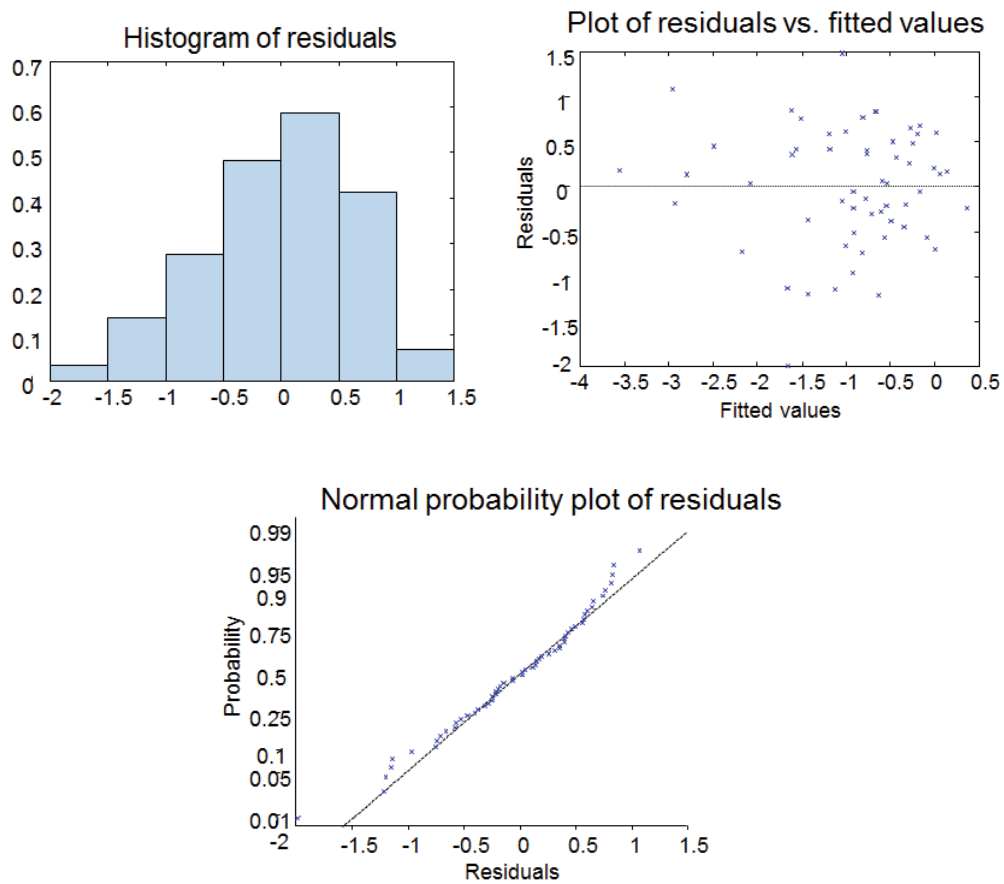 Histogram of residuals
0.7
0.6
0.5
0.4
0.3
0.2
0.1
0
-2 -1.5 -1 -0.5 0 0.5 1 1.5
Plot of residuals vs. fitted values
Residuals
1.5
1
0.5
0
-0.5
-1
-1.5
-2
-4 -3.5 -3 -2.5 -2 -1.5 -1 -0.5 0 0.5
Fitted values
Normal probability plot of residuals
Probability
0.99
0.95
0.9
0.75
0.5
0.25
0.1
0.05
0.01
-2 -1.5 -1 -0.5 0 0.5 1 1.5
Residuals